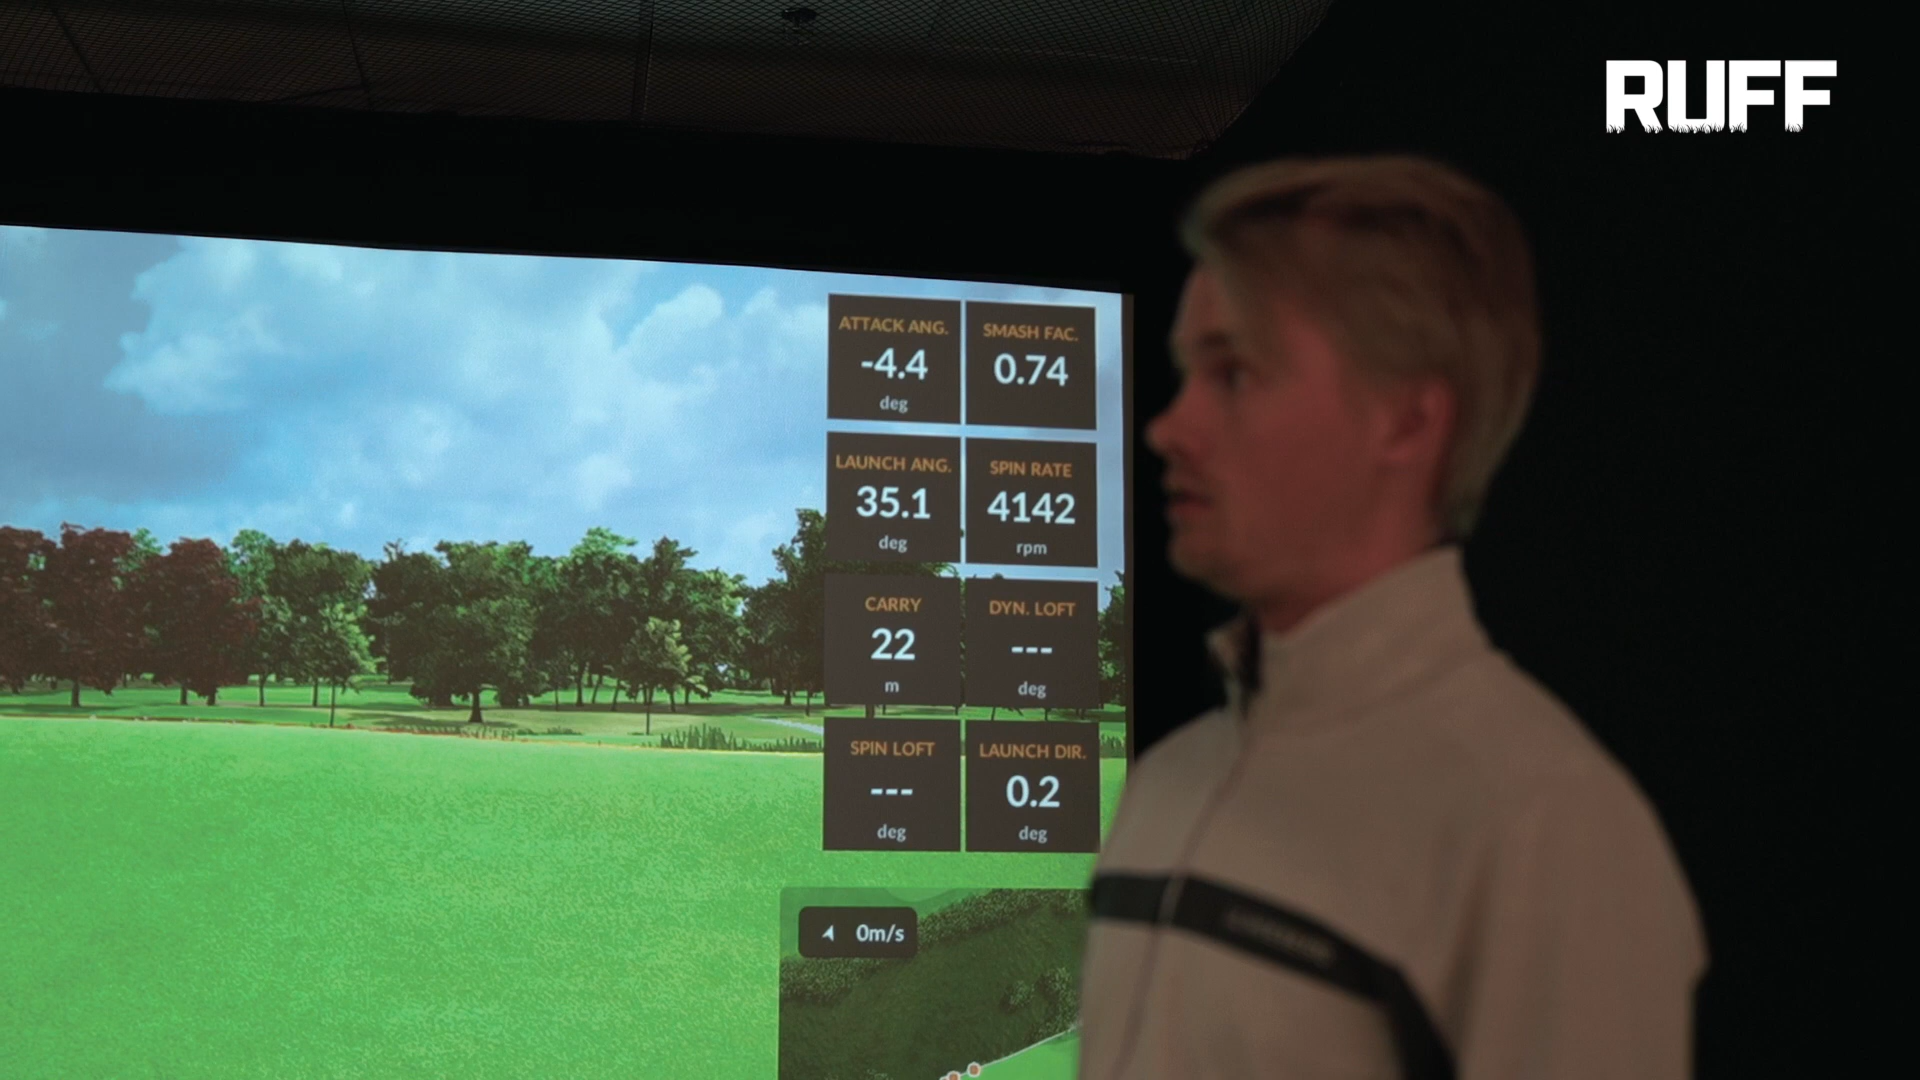 RUFF
ATTACK ANG.
-4.4
deg
SMASH FAC.
0.74
LAUNCH ANG.
35.1
deg
SPIN RATE
4142
rpm
CARRY
22
m
DYN. LOFT
---
deg
SPIN LOFT
---
deg
LAUNCH DIR.
0.2
deg
0m/s